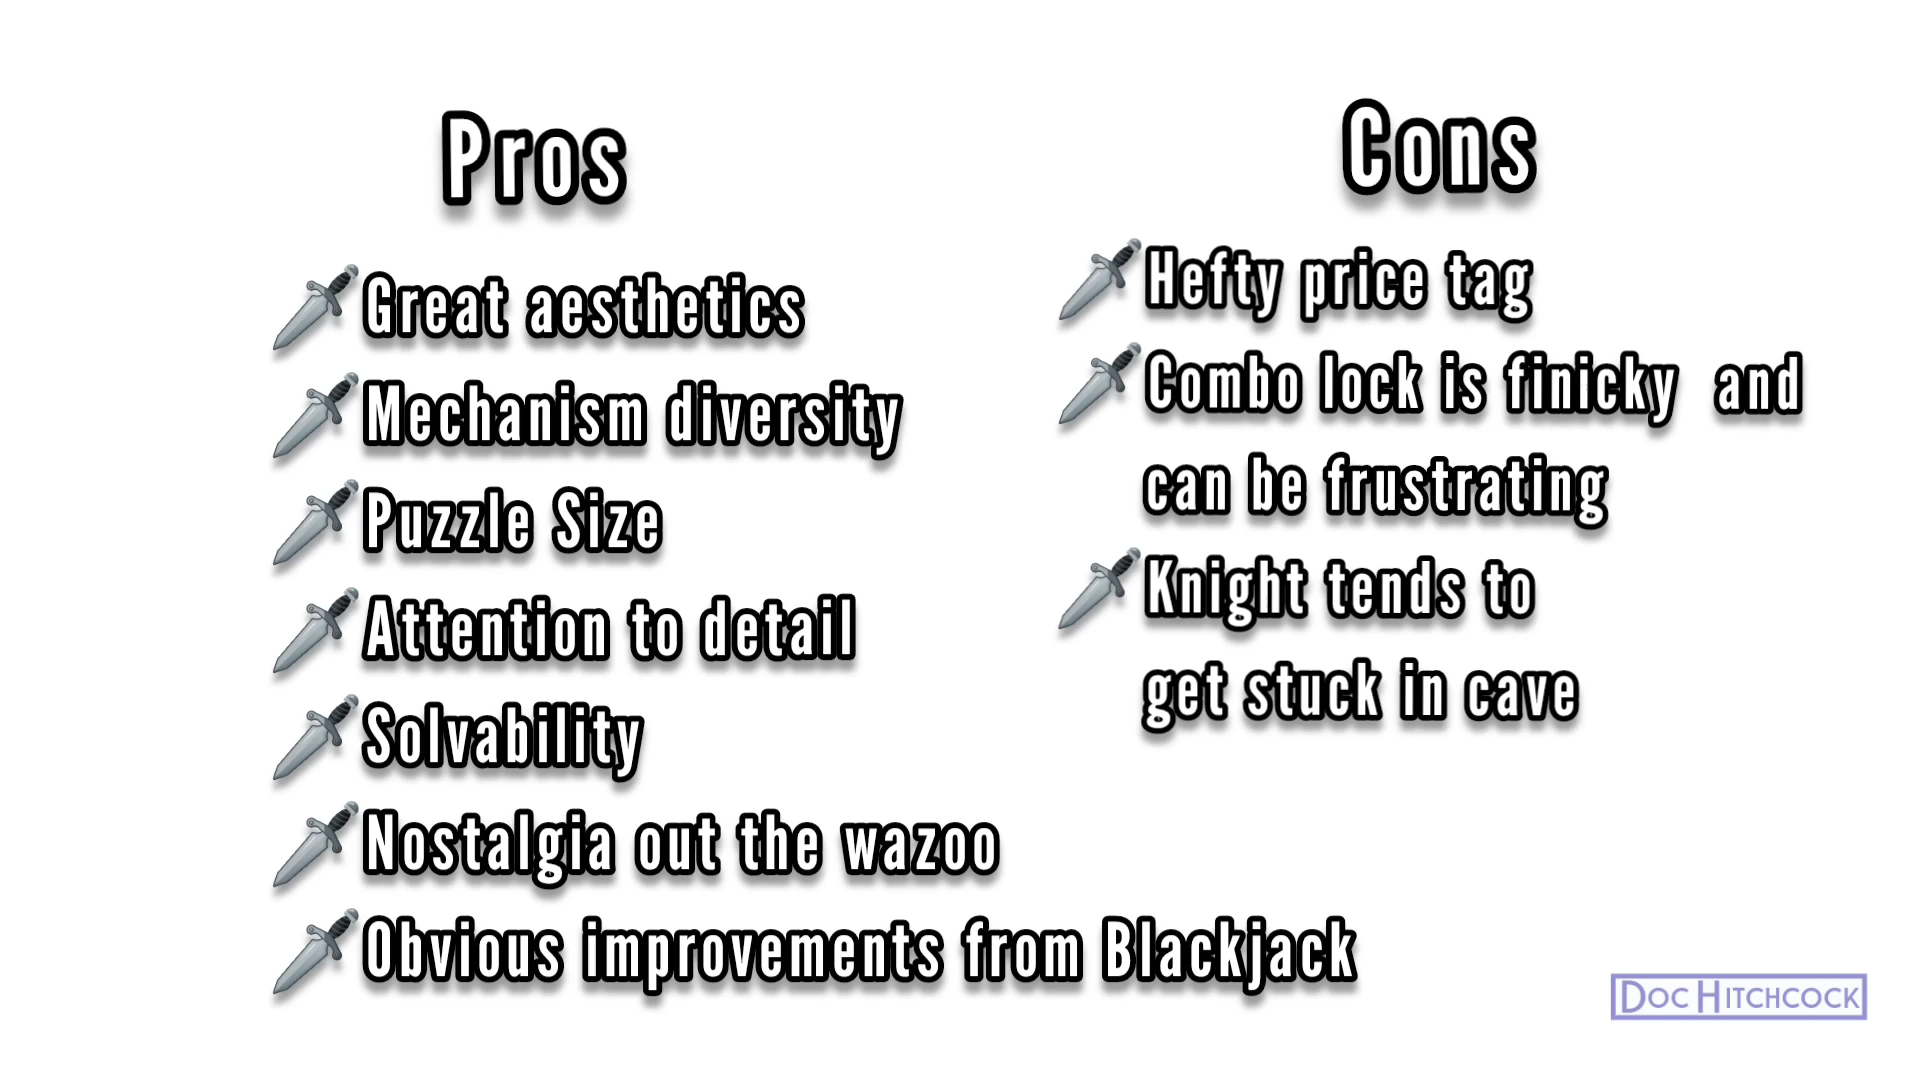 Pros
Great aesthetics
Mechanism diversity
Puzzle Size
Attention to detail
Solvability
Nostalgia out the wazoo
Obvious improvements from Blackjack
Cons
Hefty price tag
Combo lock is finicky and
can be frustrating
Knight tends to
get stuck in cave
DOC HITCHCOCK